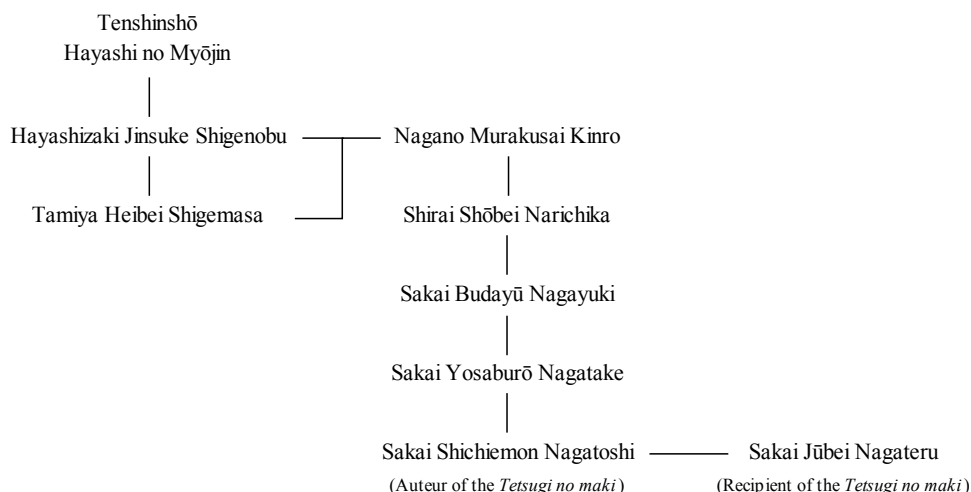 Tenshinshō
Hayashi no Myōjin
Hayashizaki Jinsuke Shigenobu
Nagano Murakusai Kinro
Tamiya Heibei Shigemasa
Shirai Shōbei Narichika
Sakai Budayū Nagayuki
Sakai Yosaburō Nagatake
Sakai Shichiemon Nagatoshi
Sakai Jūbei Nagateru
(Auteur of the Tetsugi no maki)
(Recipient of the Tetsugi no maki)